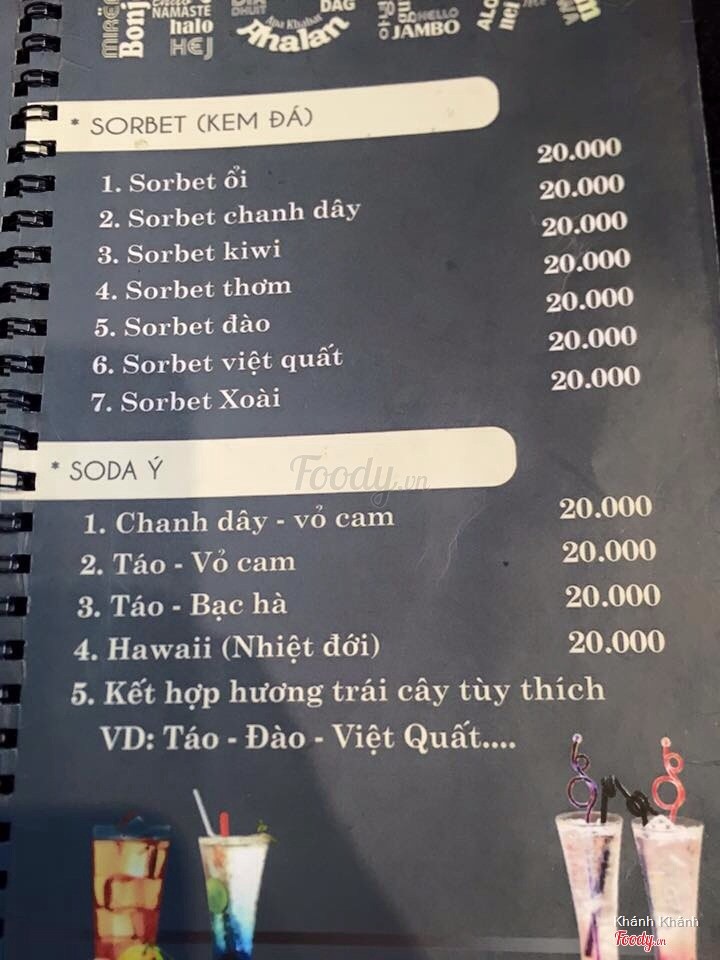 NAMASTE
DAG
Bonj
halo
Apa Khabar
HELLO
HEJ
Ahalan
JAMBO
* SORBET (KEM ĐÁ)
1. Sorbet ổi 20.000
2. Sorbet chanh dây 20.000
3. Sorbet kiwi 20.000
4. Sorbet thơm 20.000
5. Sorbet đào 20.000
6. Sorbet việt quất 20.000
7. Sorbet Xoài 20.000
* SODA Ý
Foody.vn
1. Chanh dây - vỏ cam 20.000
2. Táo - Vỏ cam 20.000
3. Táo - Bạc hà 20.000
4. Hawaii (Nhiệt đới) 20.000
5. Kết hợp hương trái cây tùy thích
VD: Táo - Đào - Việt Quất....
Khánh Khánh
Foody.vn